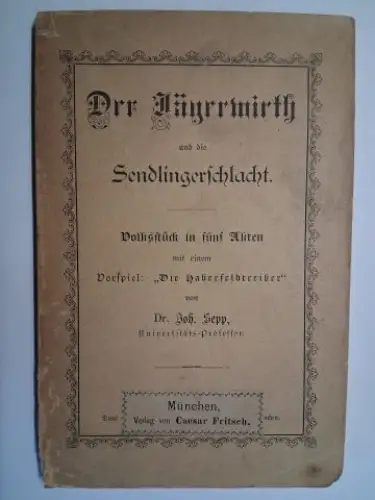 Der Jägerwirth
und die
Sendlingerschlacht.
Volksstück in fünf Akten
mit einem
Vorspiel: „Die Haberfeldtreiber"
von
Dr. Joh. Sepp,
Universitäts-Professor.
München,
Verlag von Caesar Fritsch.